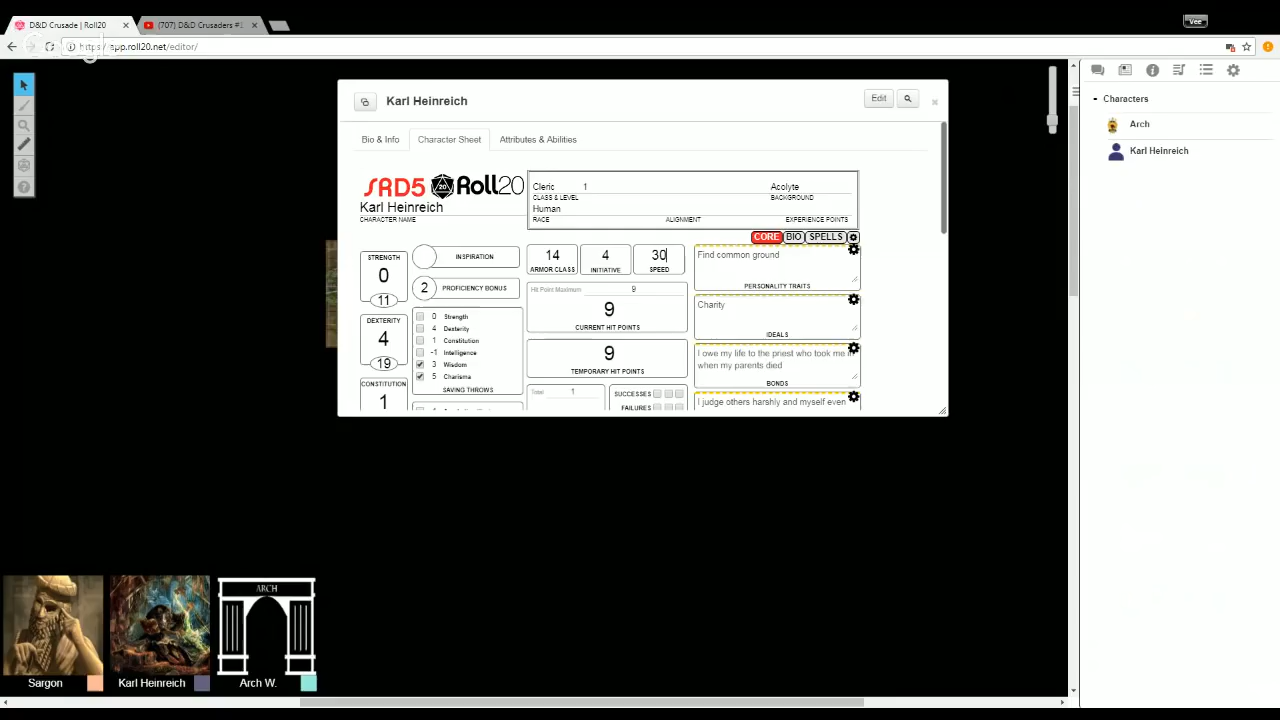 Vee
D&D Crusade | Roll20
(707) D&D Crusaders #
https://app.roll20.net/editor/
Karl Heinreich
Edit
Characters
Arch
Karl Heinreich
Bio & Info
Character Sheet
Attributes & Abilities
SRD5 20 Roll20
Karl Heinreich
CHARACTER NAME
Cleric 1 Acolyte
CLASS & LEVEL BACKGROUND
Human
RACE ALIGNMENT EXPERIENCE POINTS
CORE BIO SPELLS
STRENGTH
0
11
DEXTERITY
4
19
CONSTITUTION
1
INSPIRATION
2 PROFICIENCY BONUS
0 Strength
4 Dexterity
1 Constitution
-1 Intelligence
3 Wisdom
5 Charisma
SAVING THROWS
14 4 30
ARMOR CLASS INITIATIVE SPEED
Hit Point Maximum 9
9
CURRENT HIT POINTS
9
TEMPORARY HIT POINTS
Total 1
SUCCESSES
FAILURES
Find common ground
PERSONALITY TRAITS
Charity
IDEALS
I owe my life to the priest who took me in
when my parents died
BONDS
I judge others harshly and myself even
ARCH
Sargon
Karl Heinreich
Arch W.